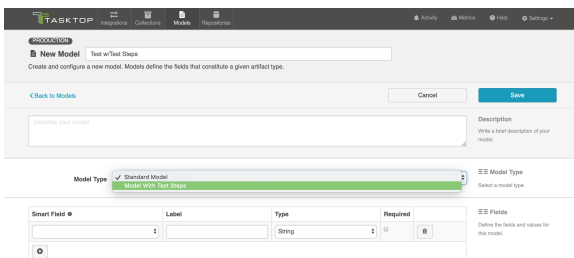 TASKTOP
Integrations
Collections
Models
Repositories
Activity
Metrics
Help
Settings
PRODUCTION
New Model
Test w/Test Steps
Create and configure a new model. Models define the fields that constitute a given artifact type.
Back to Models
Cancel
Save
Describe your model
Description
Write a brief description of your
model.
Model Type
Standard Model
Model With Test Steps
Model Type
Select a model type.
Smart Field
Label
Type
Required
String
Fields
Define the fields and values for
this model.